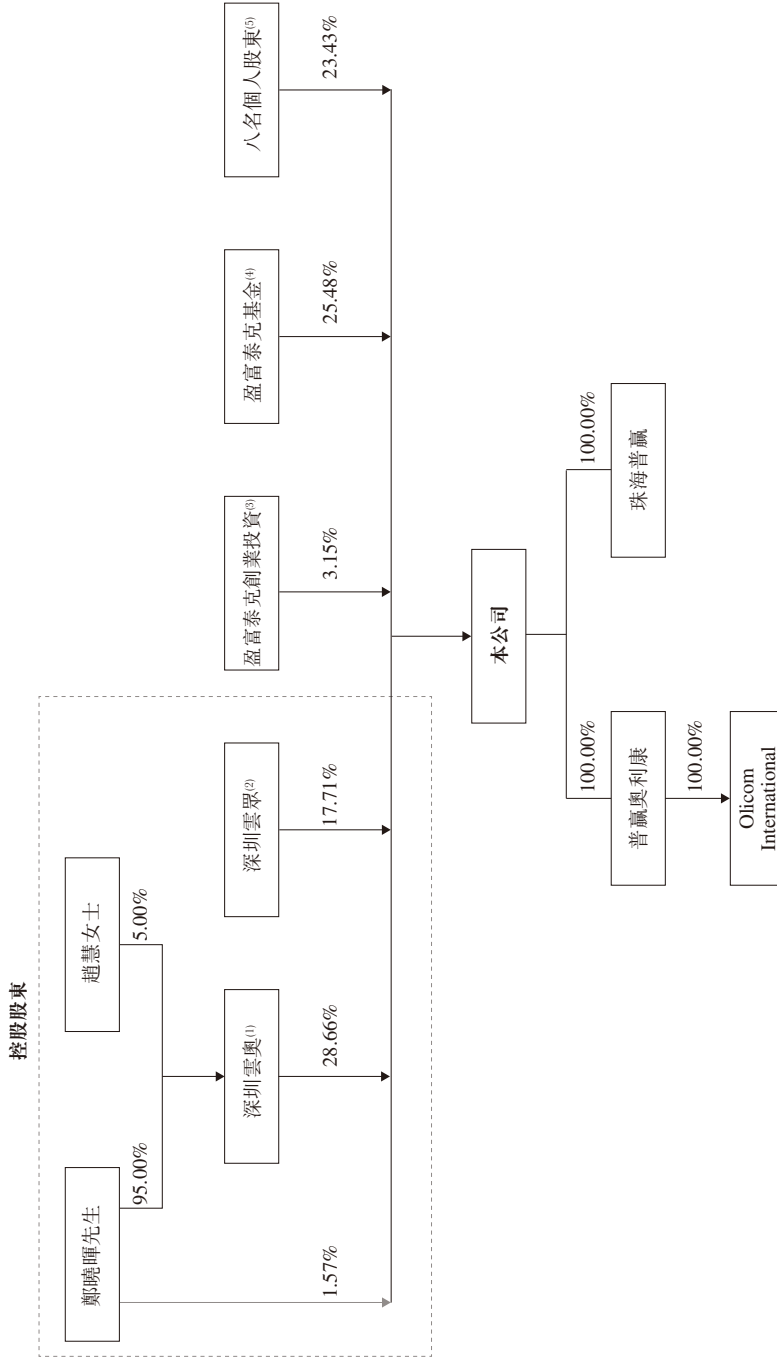 控股股東
鄭曉暉先生
趙慧女士
95.00%
5.00%
深圳雲奧(1)
深圳雲眾(2)
盈富泰克創業投資(3)
盈富泰克基金(4)
八名個人股東(5)
1.57%
28.66%
17.71%
3.15%
25.48%
23.43%
本公司
100.00%
100.00%
普贏奧利康
珠海普贏
100.00%
Olicom
International